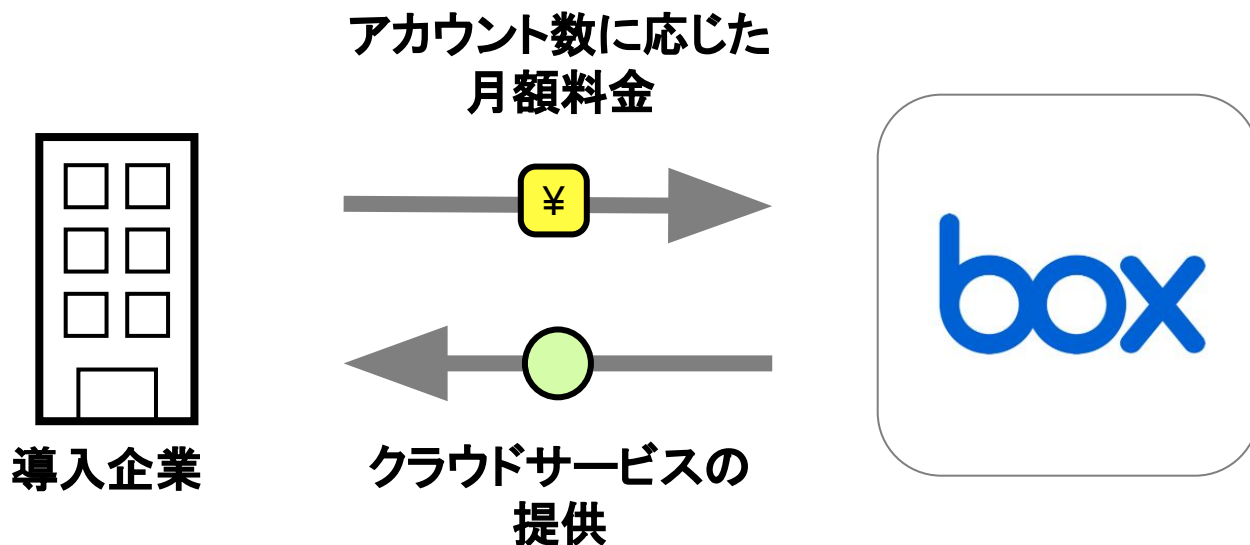 アカウント数に応じた
月額料金
¥
box
導入企業
クラウドサービスの
提供